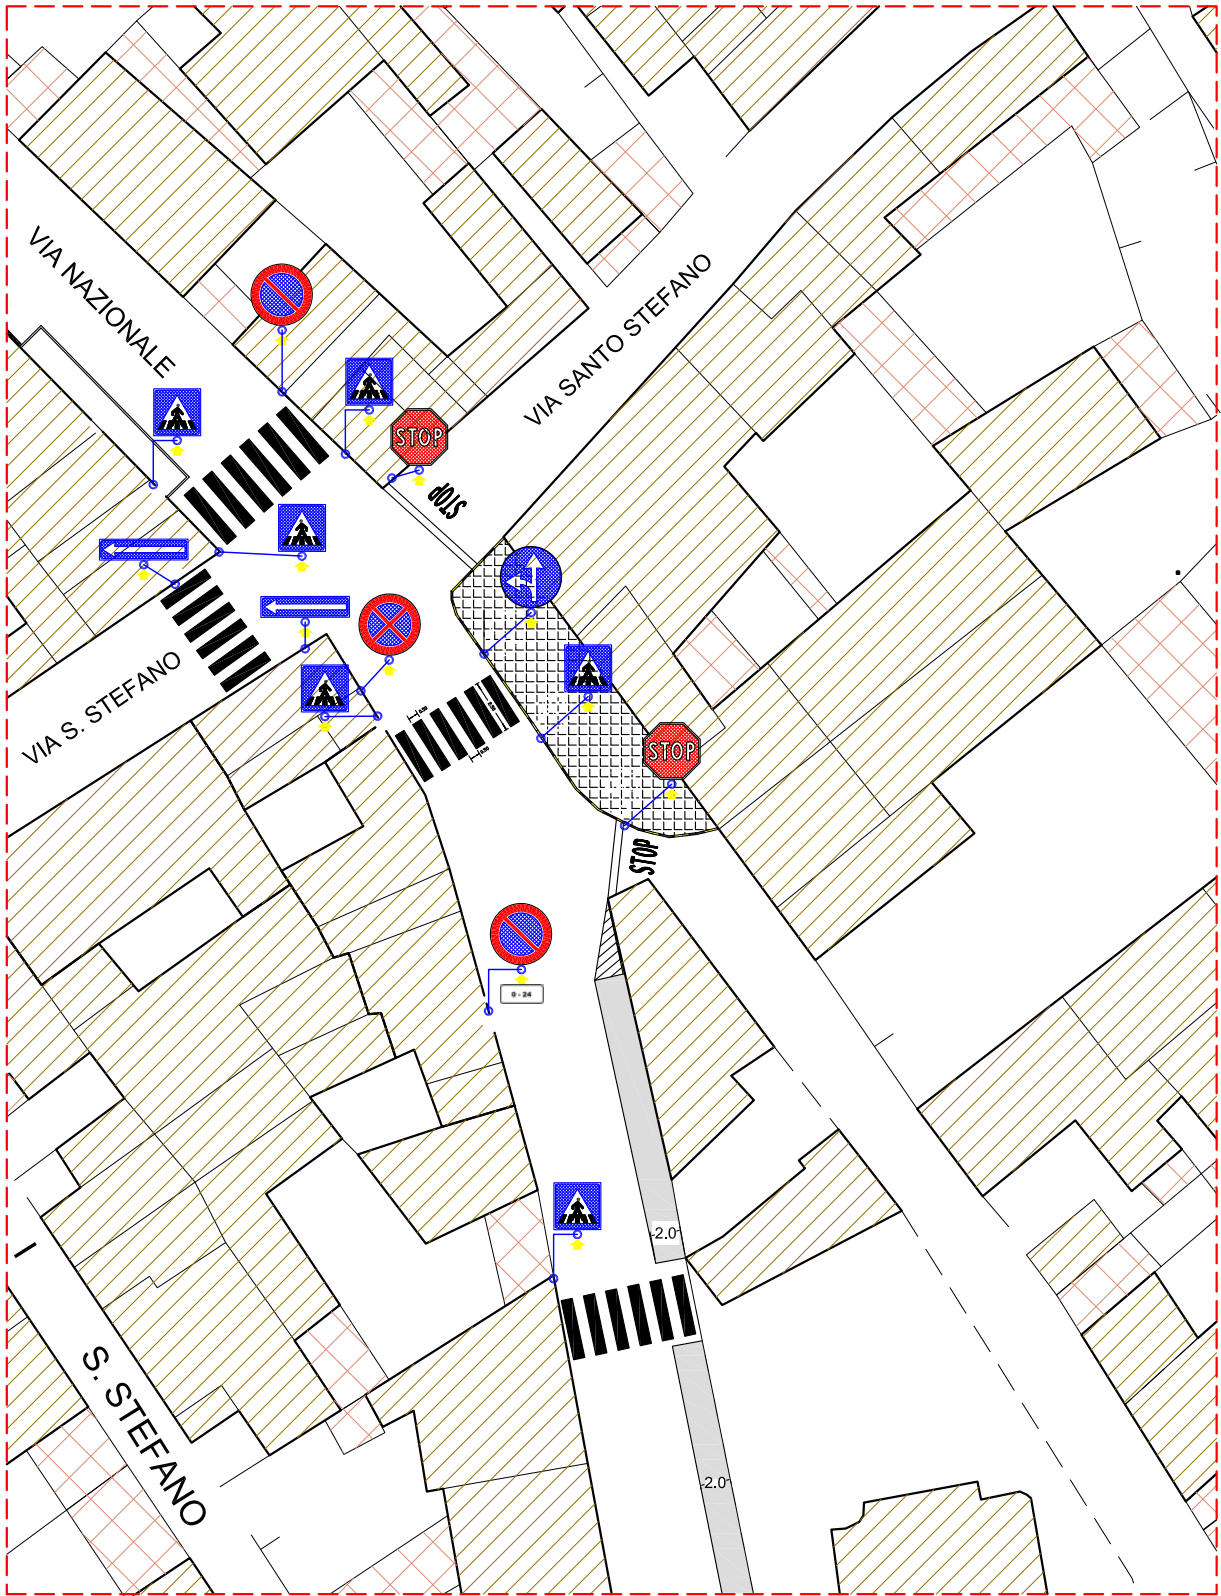 VIA NAZIONALE
VIA SANTO STEFANO
STOP
STOP
VIA S. STEFANO
STOP
STOP
0 - 24
2.0
S. STEFANO
2.0